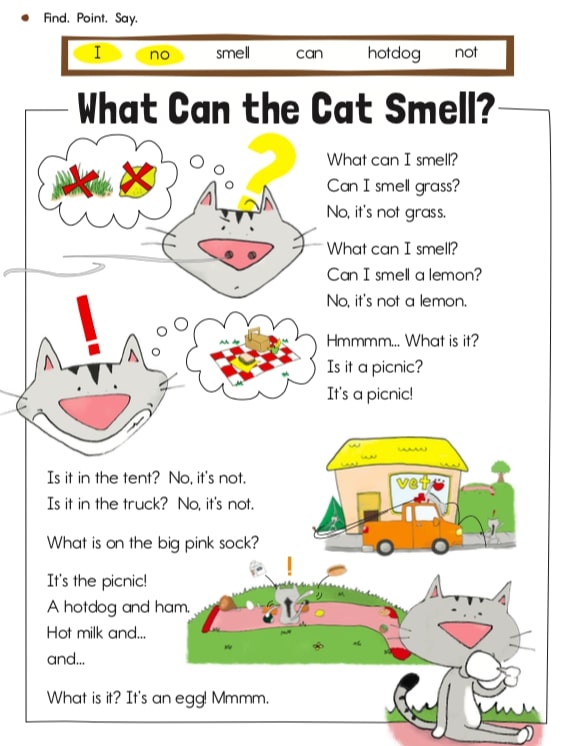 Find. Point. Say.
I no smell can hotdog not
What Can the Cat Smell?
What can I smell?
Can I smell grass?
No, it's not grass.
What can I smell?
Can I smell a lemon?
No, it's not a lemon.
Hmmmm... What is it?
Is it a picnic?
It's a picnic!
Is it in the tent? No, it's not.
Is it in the truck? No, it's not.
vet
What is on the big pink sock?
It's the picnic!
A hotdog and ham.
Hot milk and...
and...
What is it? It's an egg! Mmmm.